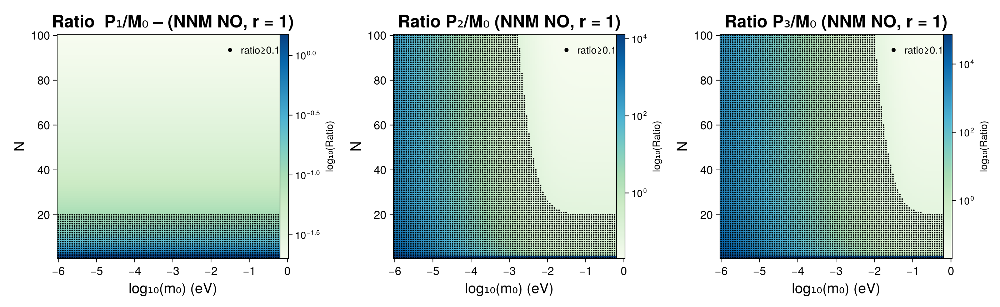 Ratio  P₁/M₀ – (NNM NO, r = 1)
100
80
60
40
20
N
−6 −5 −4 −3 −2 −1 0
log₁₀(m₀) (eV)
ratio≥0.1
10^0.0
10^−0.5
10^−1.0
10^−1.5
log₁₀(Ratio)
Ratio P₂/M₀ (NNM NO, r = 1)
100
80
60
40
20
N
−6 −5 −4 −3 −2 −1 0
log₁₀(m₀) (eV)
ratio≥0.1
10^4
10^2
10^0
log₁₀(Ratio)
Ratio P₃/M₀ (NNM NO, r = 1)
100
80
60
40
20
N
−6 −5 −4 −3 −2 −1 0
log₁₀(m₀) (eV)
ratio≥0.1
10^4
10^2
10^0
log₁₀(Ratio)